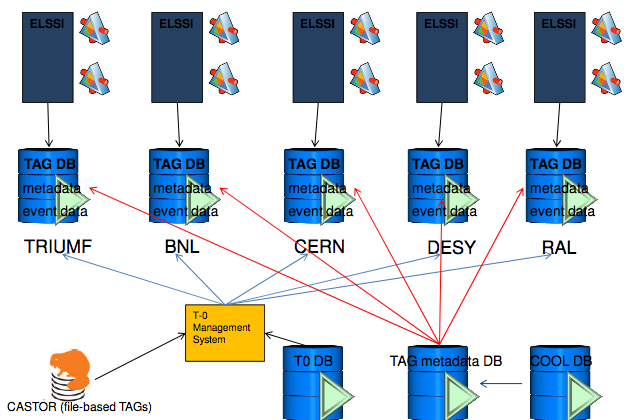 ELSSI ELSSI ELSSI ELSSI ELSSI
TAG DB TAG DB TAG DB TAG DB TAG DB
metadata metadata metadata metadata metadata
event data event data event data event data event data
TRIUMF BNL CERN DESY RAL
T-0
Management
System
T0 DB TAG metadata DB COOL DB
CASTOR (file-based TAGs)